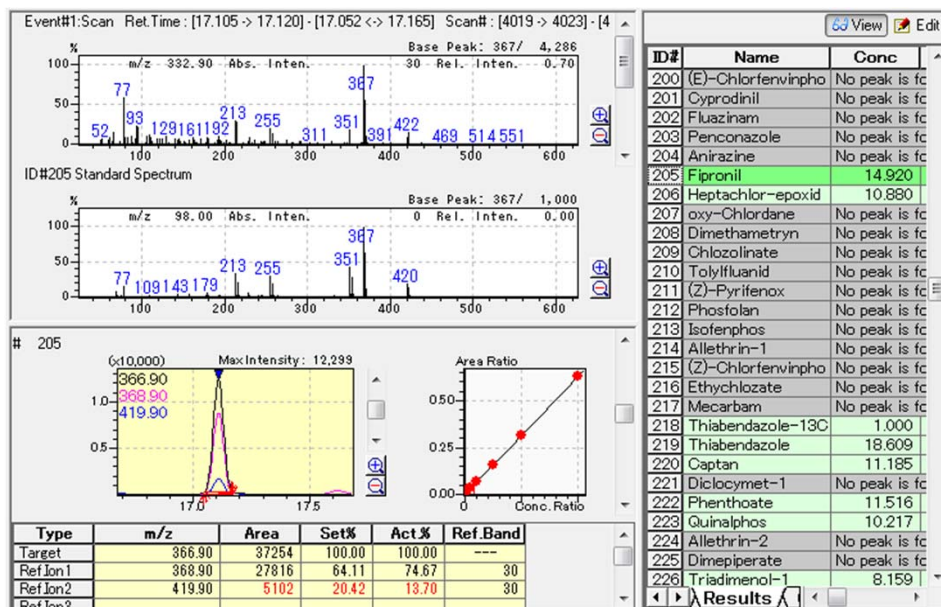 Event#1:Scan Ret.Time : [17.105 -> 17.120] - [17.052 <-> 17.165] Scan# : [4019 -> 4023] - [4
% Base Peak: 367/ 4,286
m/z 332.90 Abs. Inten. 30 Rel. Inten. 0.70
100
50
52 77 93 129 161 192 213 255 311 351 367 391 422 469 514 551
100 200 300 400 500 600
ID#205 Standard Spectrum
% Base Peak: 367/ 1,000
m/z 98.00 Abs. Inten. 0 Rel. Inten. 0.00
100
50
0
77 109 143 179 213 255 351 367 420
100 200 300 400 500 600
# 205
(x10,000) Max Intensity : 12,299
366.90
368.90
419.90
1.0
0.5
17.0 17.5
Area Ratio
0.50
0.25
0.00
Conc. Ratio
Type m/z Area Set% Act.% Ref.Band
Target 366.90 37254 100.00 100.00 ---
Ref.Ion1 368.90 27816 64.11 74.67 30
Ref.Ion2 419.90 5102 20.42 13.70 30
Ref.Ion3
View Edit
ID# Name Conc
200 (E)-Chlorfenvinpho No peak is fo
201 Cyprodinil No peak is fo
202 Fluazinam No peak is fo
203 Penconazole No peak is fo
204 Anirazine No peak is fo
205 Fipronil 14.920
206 Heptachlor-epoxid 10.880
207 oxy-Chlordane No peak is fo
208 Dimethametryn No peak is fo
209 Chlozolinate No peak is fo
210 Tolylfluanid No peak is fo
211 (Z)-Pyrifenox No peak is fo
212 Phosfolan No peak is fo
213 Isofenphos No peak is fo
214 Allethrin-1 No peak is fo
215 (Z)-Chlorfenvinpho No peak is fo
216 Ethychlozate No peak is fo
217 Mecarbam No peak is fo
218 Thiabendazole-13C 1.000
219 Thiabendazole 18.609
220 Captan 11.185
221 Diclocymet-1 No peak is fo
222 Phenthoate 11.516
223 Quinalphos 10.217
224 Allethrin-2 No peak is fo
225 Dimepiperate No peak is fo
226 Triadimenol-1 8.159
Results